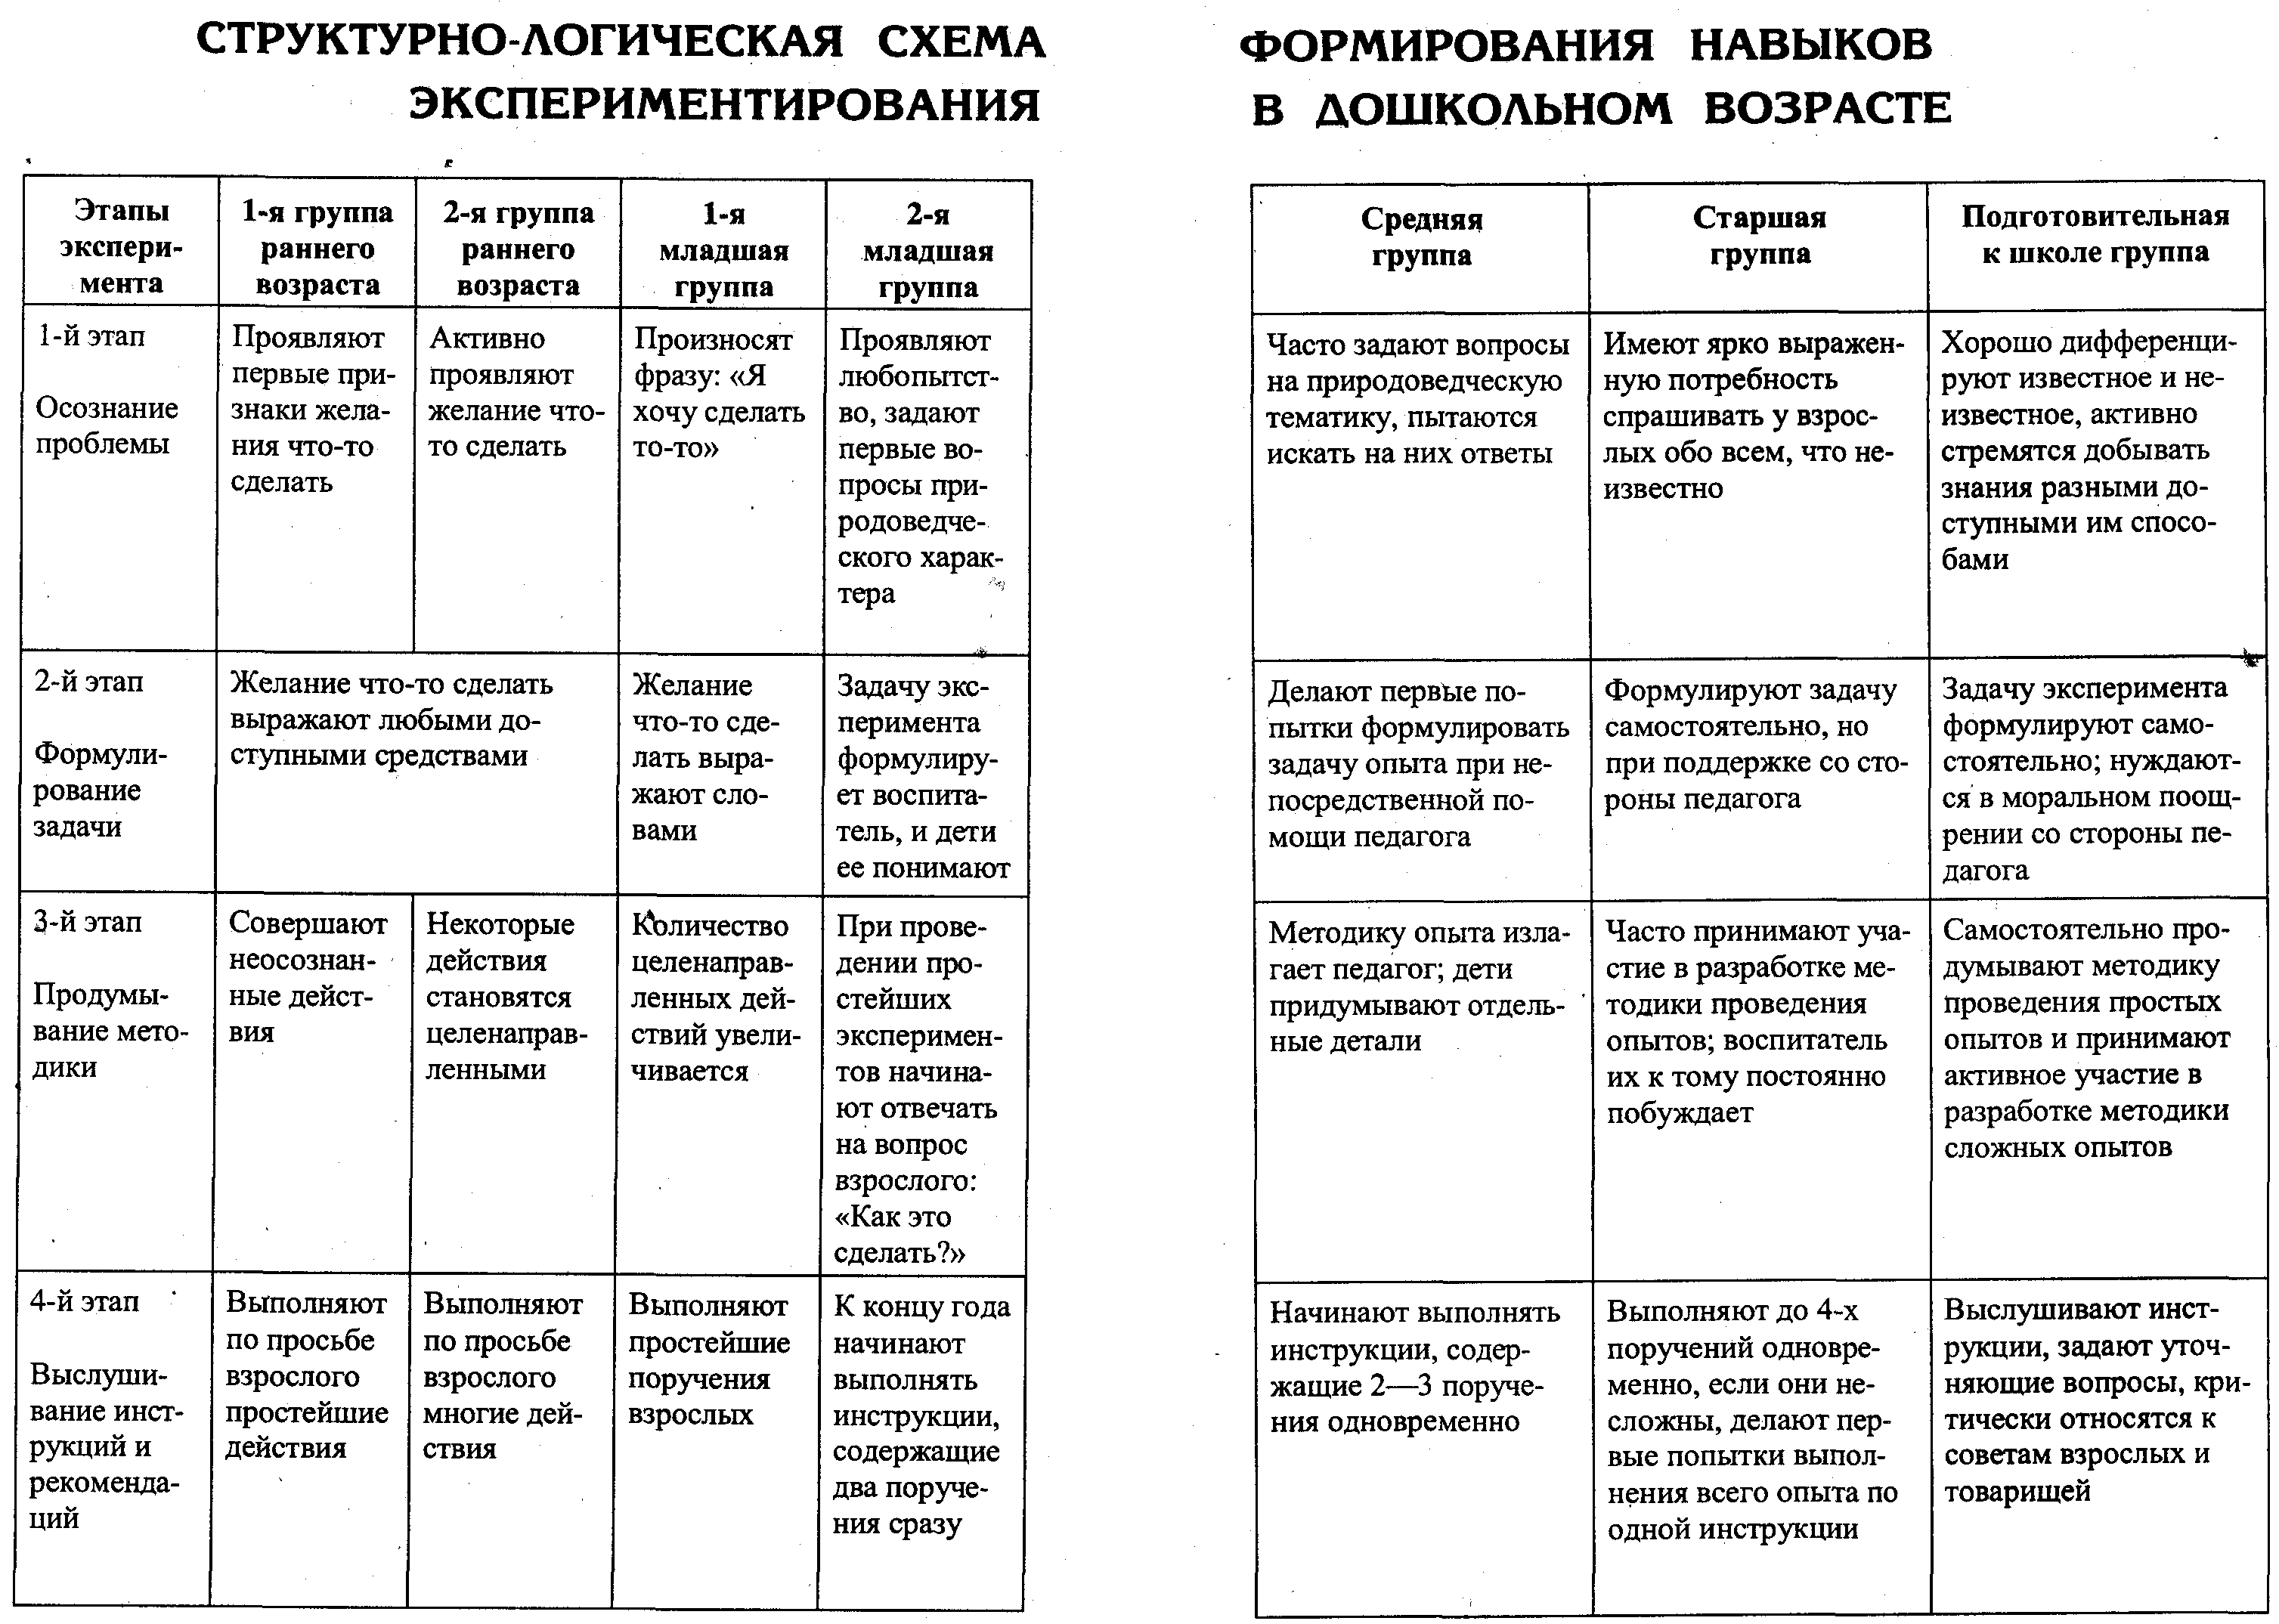 СТРУКТУРНО-ЛОГИЧЕСКАЯ СХЕМА
ЭКСПЕРИМЕНТИРОВАНИЯ
ФОРМИРОВАНИЯ НАВЫКОВ
В ДОШКОЛЬНОМ ВОЗРАСТЕ
Этапы
экспери-
мента
1-я группа
раннего
возраста
2-я группа
раннего
возраста
1-я
младшая
группа
2-я
младшая
группа
1-й этап
Осознание
проблемы
Проявляют
первые при-
знаки жела-
ния что-то
сделать
Активно
проявляют
желание что-
то сделать
Произносят
фразу: «Я
хочу сделать
то-то»
Проявляют
любопытст-
во, задают
первые во-
просы при-
родоведче-
ского харак-
тера
2-й этап
Формули-
рование
задачи
Желание что-то сделать
выражают любыми до-
ступными средствами
Желание
что-то сде-
лать выра-
жают сло-
вами
Задачу экс-
перимента
формулиру-
ет воспита-
тель, и дети
ее понимают
3-й этап
Продумы-
вание мето-
дики
Совершают
неосознан-
ные дейст-
вия
Некоторые
действия
становятся
целенаправ-
ленными
Количество
целенаправ-
ленных дей-
ствий увели-
чивается
При прове-
дении про-
стейших
эксперимен-
тов начина-
ют отвечать
на вопрос
взрослого:
«Как это
сделать?»
4-й этап
Выслуши-
вание инст-
рукций и
рекоменда-
ций
Выполняют
по просьбе
взрослого
простейшие
действия
Выполняют
по просьбе
взрослого
многие дей-
ствия
Выполняют
простейшие
поручения
взрослых
К концу года
начинают
выполнять
инструкции,
содержащие
два поруче-
ния сразу
Средняя
группа
Старшая
группа
Подготовительная
к школе группа
Часто задают вопросы
на природоведческую
тематику, пытаются
искать на них ответы
Имеют ярко выражен-
ную потребность
спрашивать у взрос-
лых обо всем, что не-
известно
Хорошо дифференци-
руют известное и не-
известное, активно
стремятся добывать
знания разными до-
ступными им спосо-
бами
Делают первые по-
пытки формулировать
задачу опыта при не-
посредственной по-
мощи педагога
Формулируют задачу
самостоятельно, но
при поддержке со сто-
роны педагога
Задачу эксперимента
формулируют само-
стоятельно; нуждают-
ся в моральном поощ-
рении со стороны пе-
дагога
Методику опыта изла-
гает педагог; дети
придумывают отдель-
ные детали
Часто принимают уча-
стие в разработке ме-
тодики проведения
опытов; воспитатель
их к тому постоянно
побуждает
Самостоятельно про-
думывают методику
проведения простых
опытов и принимают
активное участие в
разработке методики
сложных опытов
Начинают выполнять
инструкции, содер-
жащие 2—3 поруче-
ния одновременно
Выполняют до 4-х
поручений одновре-
менно, если они не-
сложны, делают пер-
вые попытки выпол-
нения всего опыта по
одной инструкции
Выслушивают инст-
рукции, задают уточ-
няющие вопросы, кри-
тически относятся к
советам взрослых и
товарищей